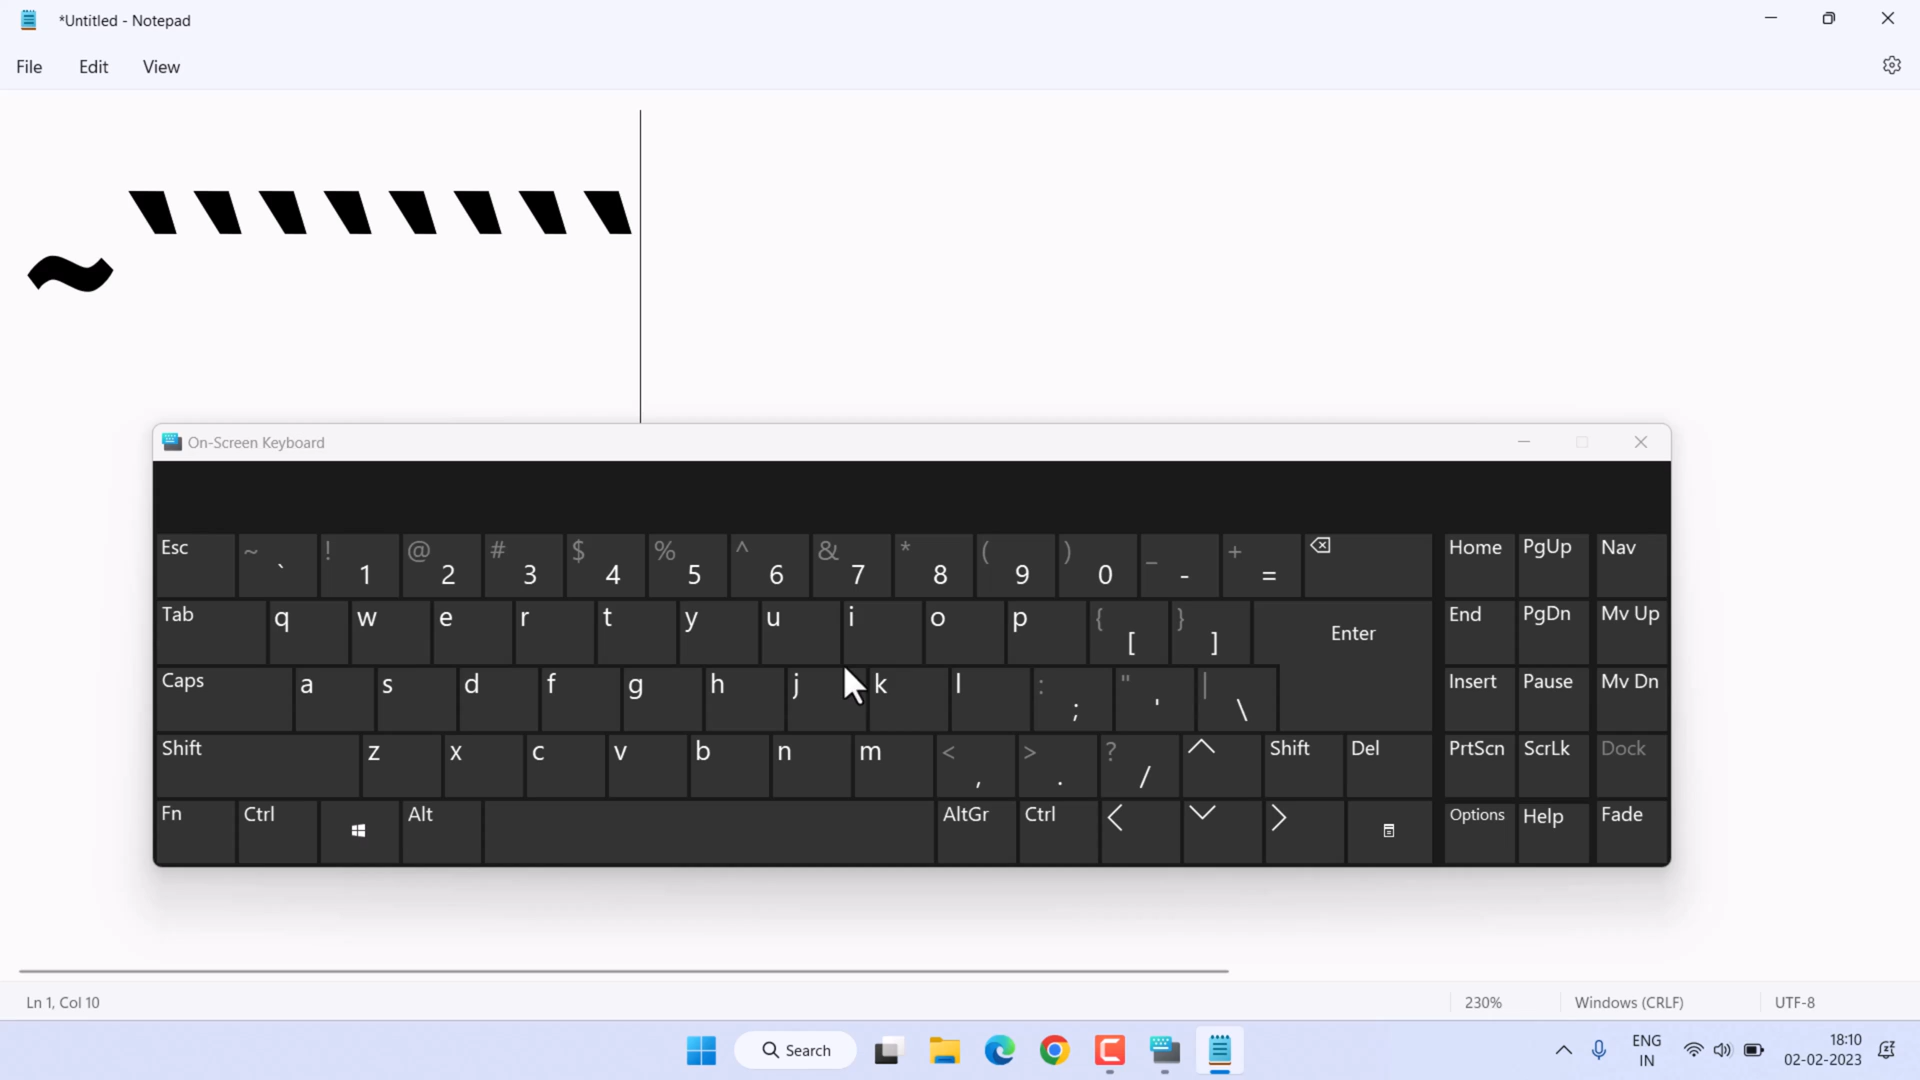 *Untitled - Notepad
File Edit View
~````````
On-Screen Keyboard
Esc ~ ` ! 1 @ 2 # 3 $ 4 % 5 ^ 6 & 7 * 8 ( 9 ) 0 _ - + = Home PgUp Nav
Tab q w e r t y u i o p { [ } ] Enter End PgDn Mv Up
Caps a s d f g h j k l : ; " ' | \ Insert Pause Mv Dn
Shift z x c v b n m < , > . ? / Shift Del PrtScn ScrLk Dock
Fn Ctrl Alt AltGr Ctrl Options Help Fade
Ln 1, Col 10 230% Windows (CRLF) UTF-8
Search ENG 18:10
IN 02-02-2023